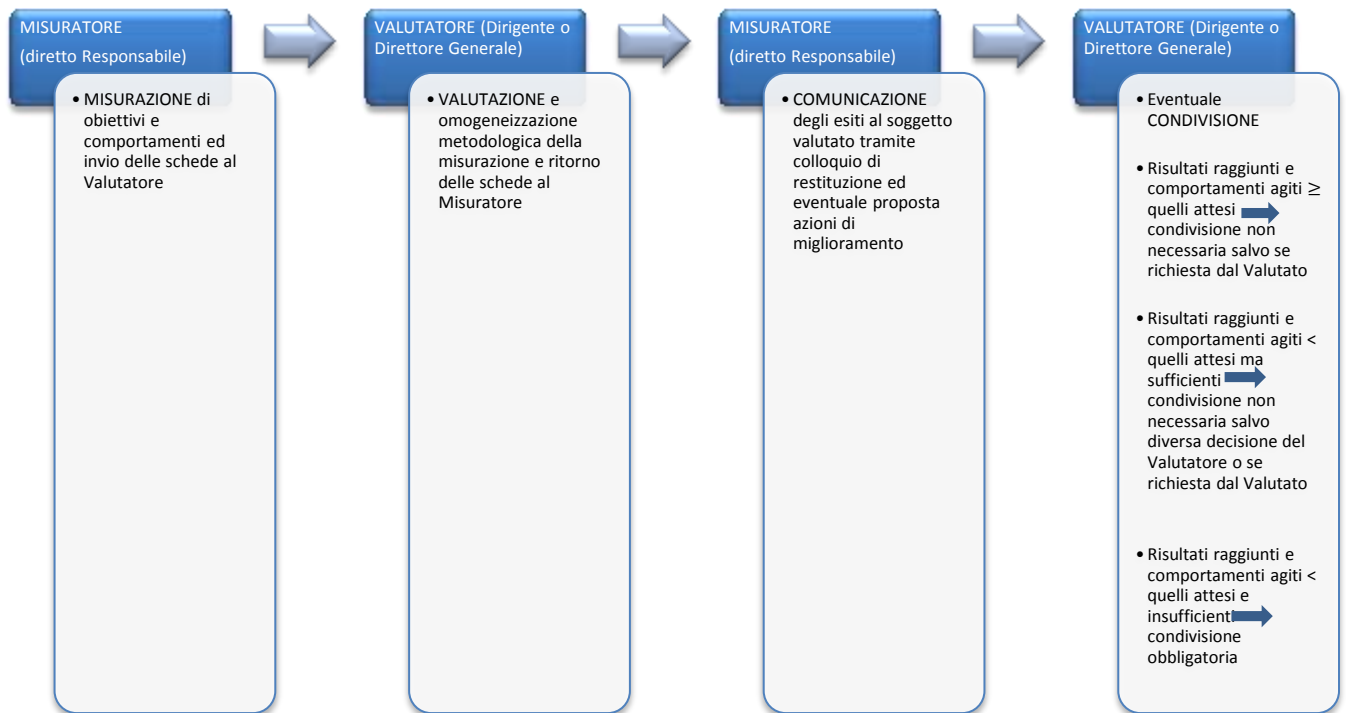 MISURATORE
(diretto Responsabile)
• MISURAZIONE di
obiettivi e
comportamenti ed
invio delle schede al
Valutatore
VALUTATORE (Dirigente o
Direttore Generale)
• VALUTAZIONE e
omogeneizzazione
metodologica della
misurazione e ritorno
delle schede al
Misuratore
MISURATORE
(diretto Responsabile)
• COMUNICAZIONE
degli esiti al soggetto
valutato tramite
colloquio di
restituzione ed
eventuale proposta
azioni di
miglioramento
VALUTATORE (Dirigente o
Direttore Generale)
• Eventuale
CONDIVISIONE
• Risultati raggiunti e
comportamenti agiti ≥
quelli attesi
condivisione non
necessaria salvo se
richiesta dal Valutato
• Risultati raggiunti e
comportamenti agiti <
quelli attesi ma
sufficienti
condivisione non
necessaria salvo
diversa decisione del
Valutatore o se
richiesta dal Valutato
• Risultati raggiunti e
comportamenti agiti <
quelli attesi e
insufficienti
condivisione
obbligatoria